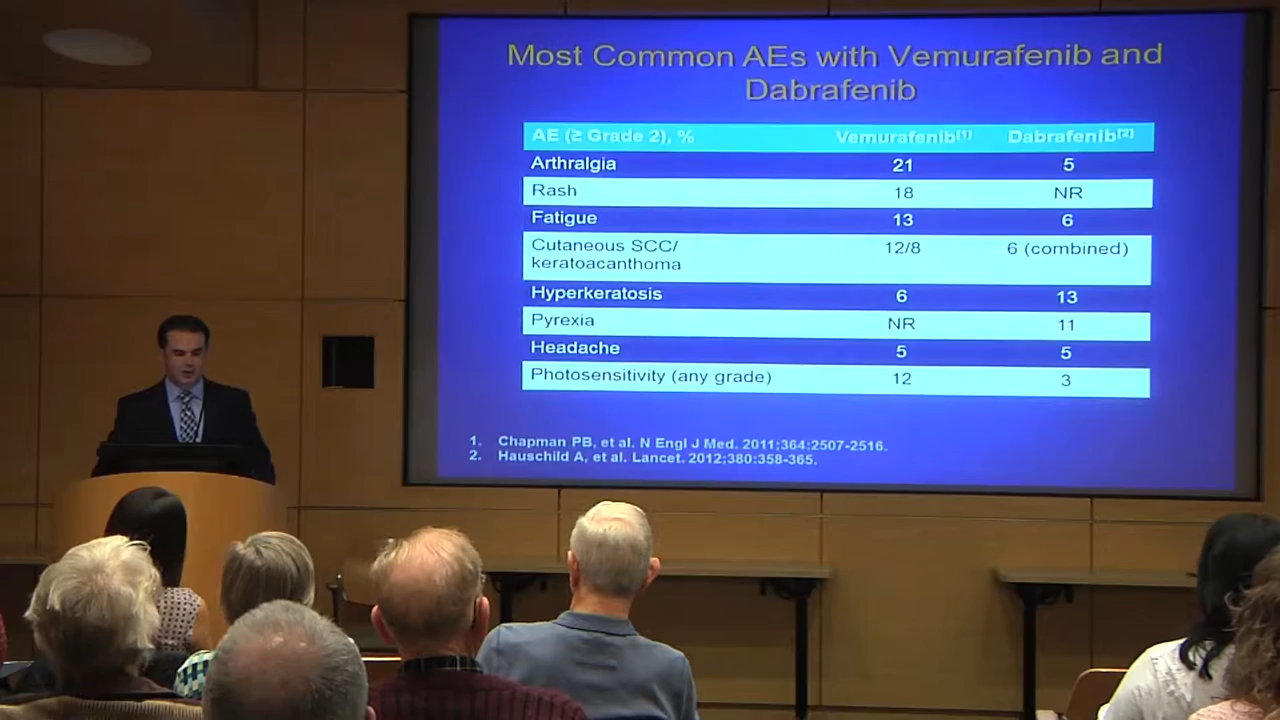 Most Common AEs with Vemurafenib and
Dabrafenib
AE (≥ Grade 2), % Vemurafenib[1] Dabrafenib[2]
Arthralgia 21 5
Rash 18 NR
Fatigue 13 6
Cutaneous SCC/ 12/8 6 (combined)
keratoacanthoma
Hyperkeratosis 6 13
Pyrexia NR 11
Headache 5 5
Photosensitivity (any grade) 12 3
1. Chapman PB, et al. N Engl J Med. 2011;364:2507-2516.
2. Hauschild A, et al. Lancet. 2012;380:358-365.